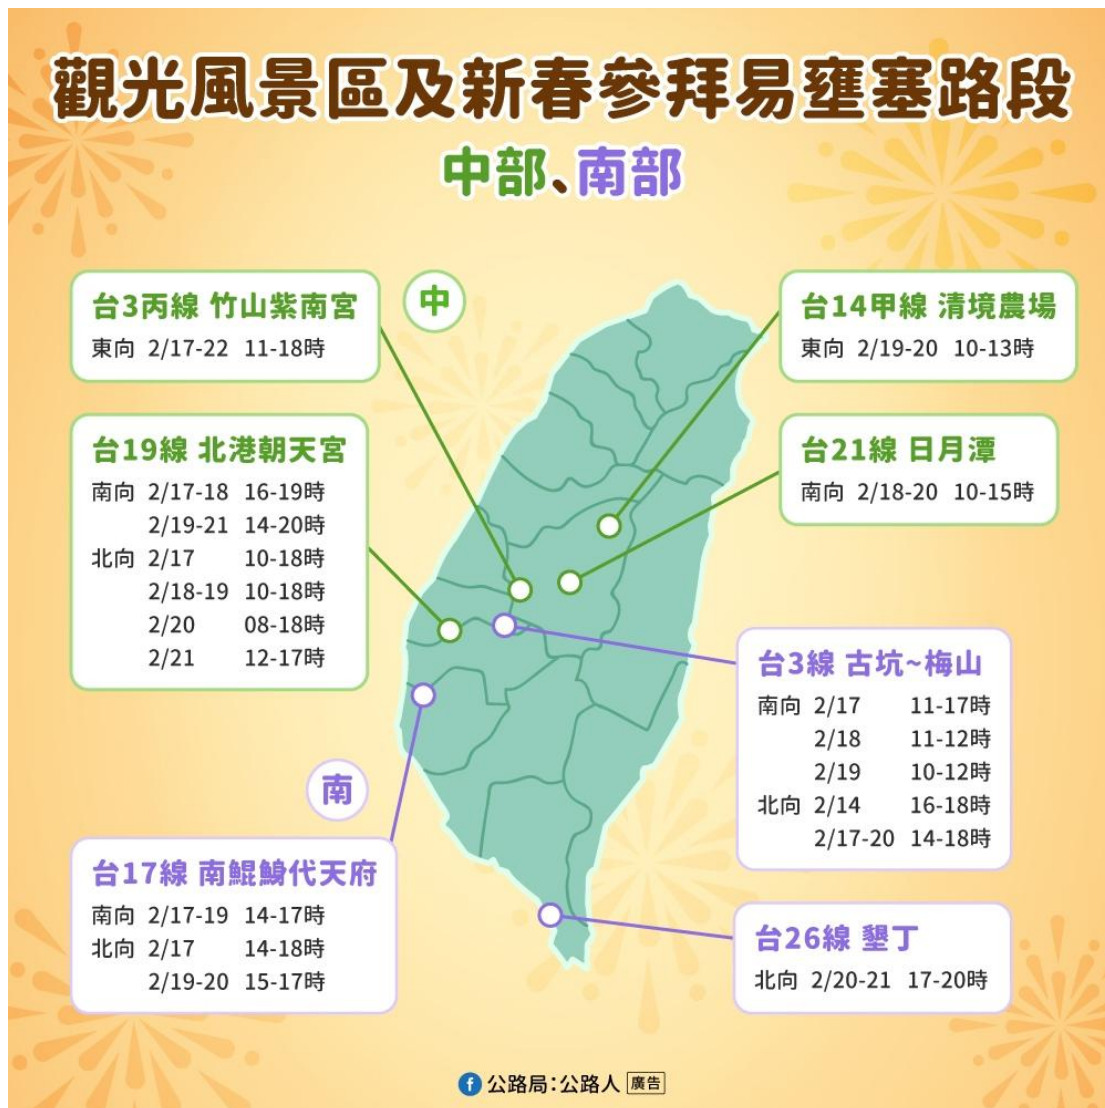 觀光風景區及新春參拜易壅塞路段
中部、南部
中
台3丙線 竹山紫南宮
東向 2/17-22 11-18時
台19線 北港朝天宮
南向 2/17-18 16-19時
2/19-21 14-20時
北向 2/17 10-18時
2/18-19 10-18時
2/20 08-18時
2/21 12-17時
台14甲線 清境農場
東向 2/19-20 10-13時
台21線 日月潭
南向 2/18-20 10-15時
南
台17線 南鯤鯓代天府
南向 2/17-19 14-17時
北向 2/17 14-18時
2/19-20 15-17時
台3線 古坑~梅山
南向 2/17 11-17時
2/18 11-12時
2/19 10-12時
北向 2/14 16-18時
2/17-20 14-18時
台26線 墾丁
北向 2/20-21 17-20時
f 公路局:公路人 廣告